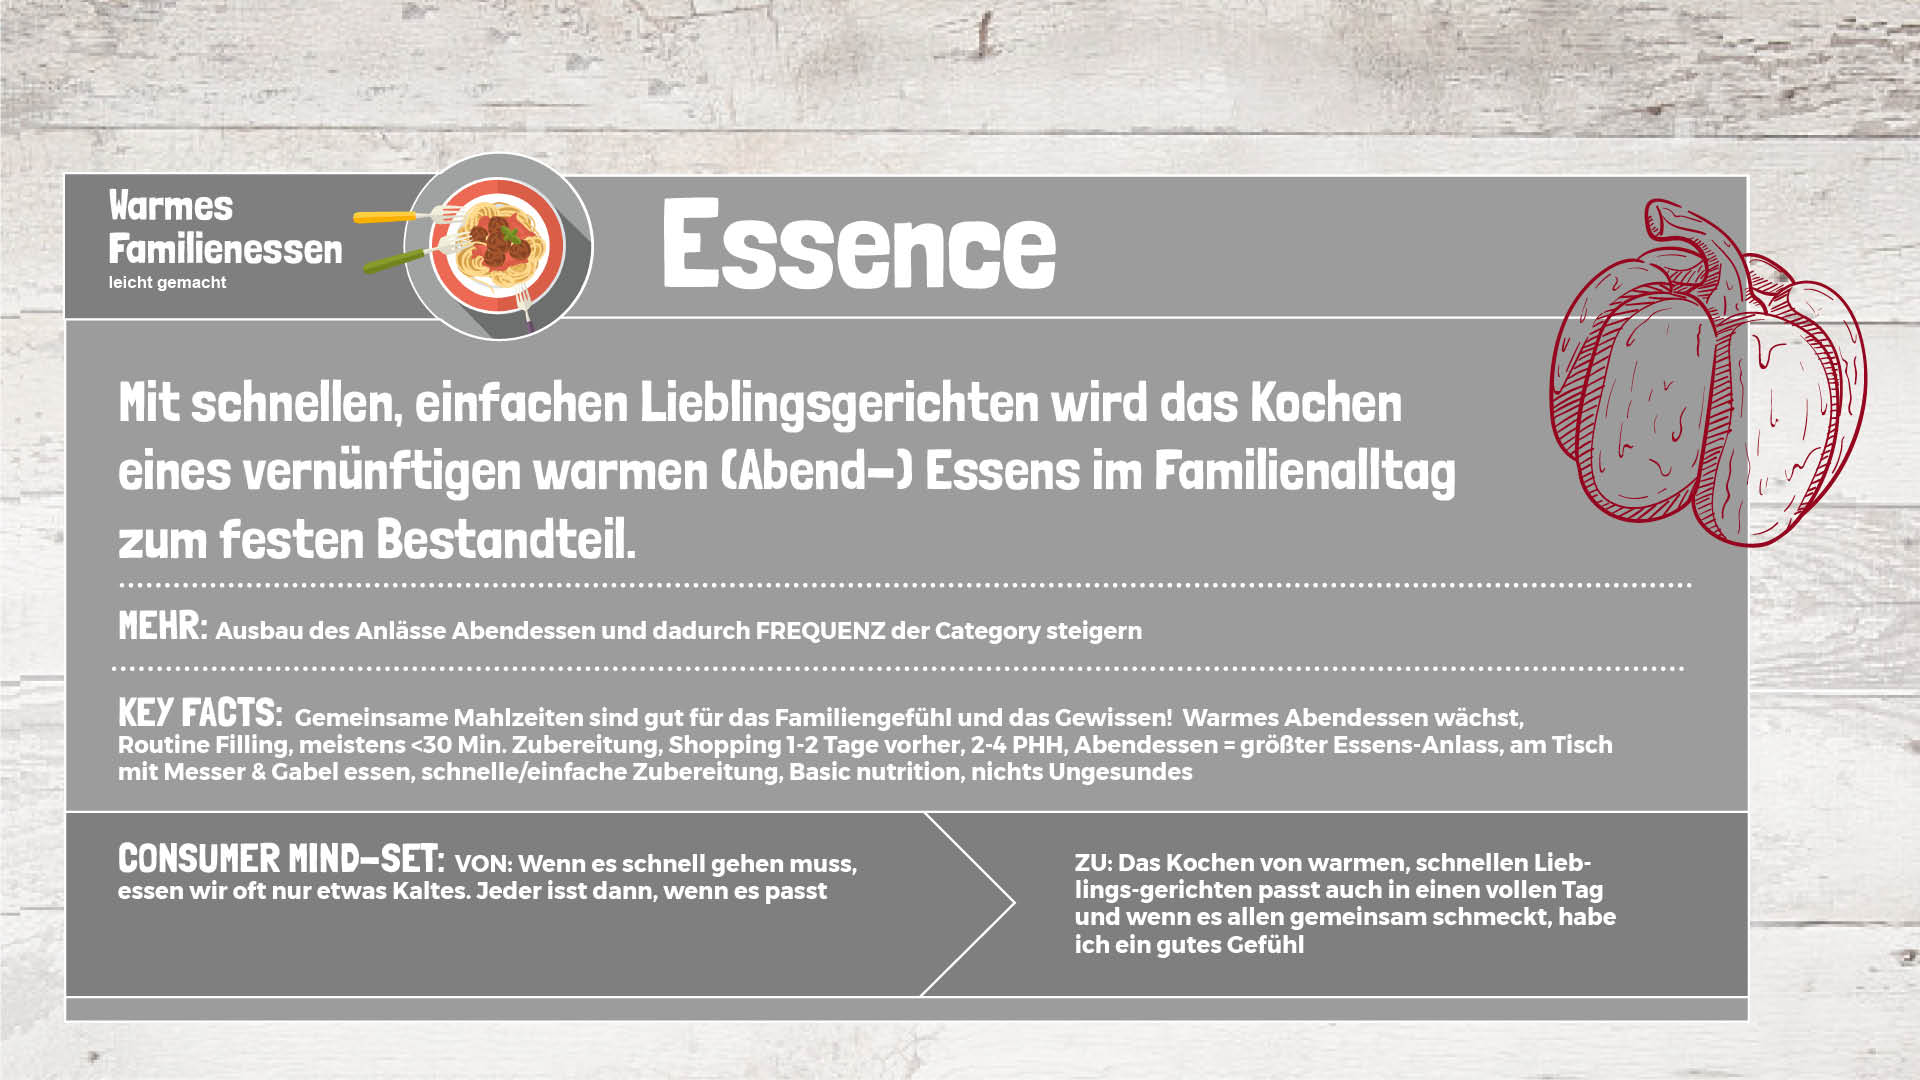 Warmes
Familienessen
leicht gemacht
Essence
Mit schnellen, einfachen Lieblingsgerichten wird das Kochen
eines vernünftigen warmen (Abend-) Essens im Familienalltag
zum festen Bestandteil.
MEHR: Ausbau des Anlässe Abendessen und dadurch FREQUENZ der Category steigern
KEY FACTS: Gemeinsame Mahlzeiten sind gut für das Familiengefühl und das Gewissen! Warmes Abendessen wächst,
Routine Filling, meistens <30 Min. Zubereitung, Shopping 1-2 Tage vorher, 2-4 PHH, Abendessen = größter Essens-Anlass, am Tisch
mit Messer & Gabel essen, schnelle/einfache Zubereitung, Basic nutrition, nichts Ungesundes
CONSUMER MIND-SET: VON: Wenn es schnell gehen muss,
essen wir oft nur etwas Kaltes. Jeder isst dann, wenn es passt
ZU: Das Kochen von warmen, schnellen Lieb-
lings-gerichten passt auch in einen vollen Tag
und wenn es allen gemeinsam schmeckt, habe
ich ein gutes Gefühl